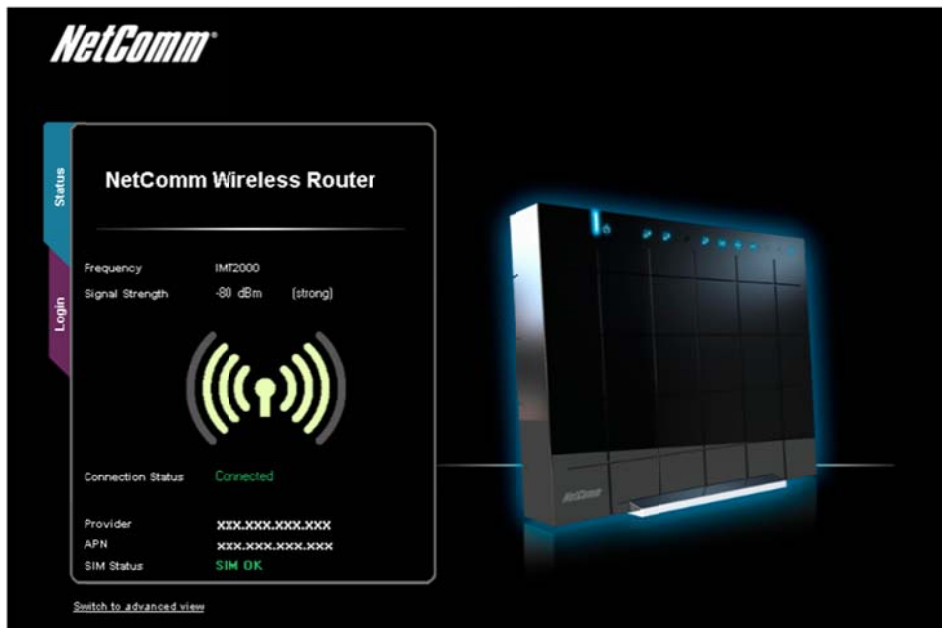 NetComm®
Status
Login
NetComm Wireless Router
Frequency IMT2000
Signal Strength -80 dBm (strong)
Connection Status Connected
Provider xxx.xxx.xxx.xxx
APN xxx.xxx.xxx.xxx
SIM Status SIM OK
Switch to advanced view
NetComm